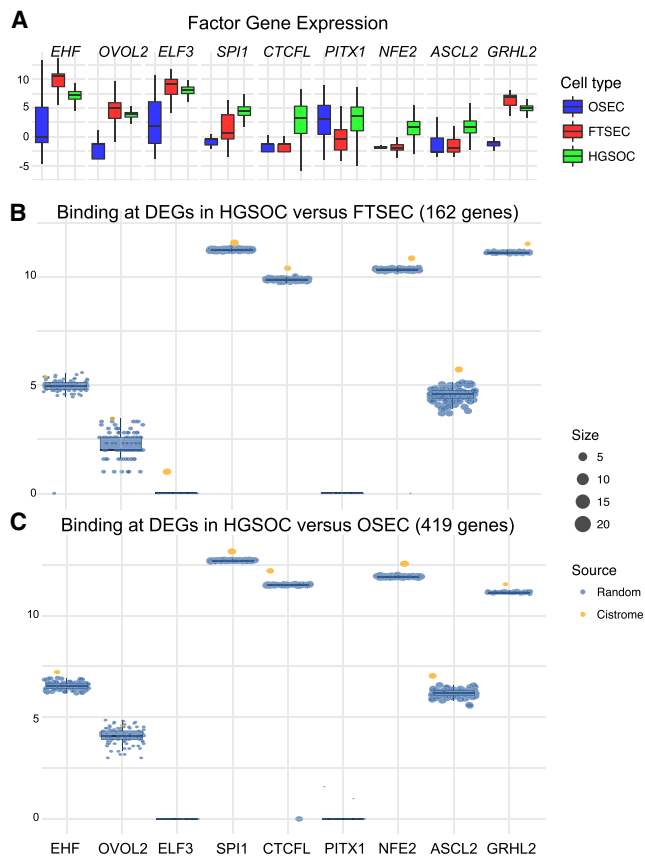 A
Factor Gene Expression
EHF OVOL2 ELF3 SPI1 CTCFL PITX1 NFE2 ASCL2 GRHL2
10
5
0
-5
Cell type
OSEC
FTSEC
HGSOC
B
Binding at DEGs in HGSOC versus FTSEC (162 genes)
10
5
0
C
Binding at DEGs in HGSOC versus OSEC (419 genes)
10
5
0
EHF OVOL2 ELF3 SPI1 CTCFL PITX1 NFE2 ASCL2 GRHL2
Size
5
10
15
20
Source
Random
Cistrome